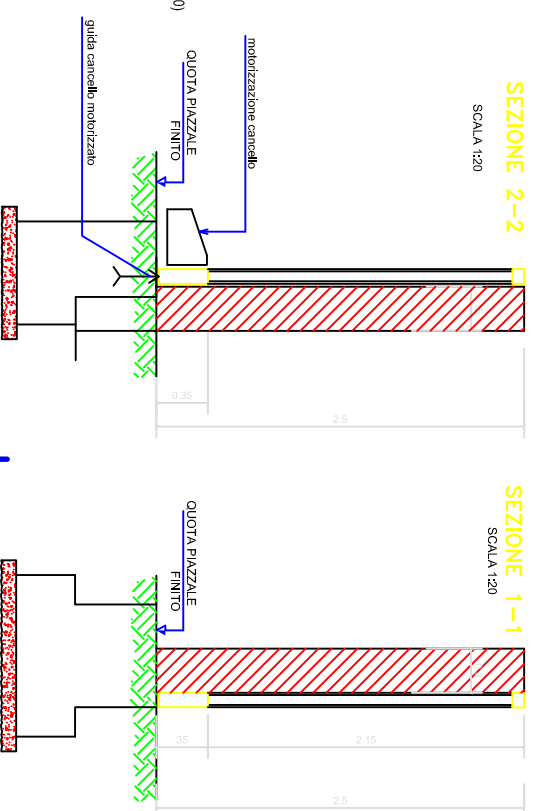 SEZIONE 2-2
SCALA 1:20
motorizzazione cancello
QUOTA PIAZZALE
FINITO
guida cancello motorizzato
0)
0.35
2.5
SEZIONE 1-1
SCALA 1:20
QUOTA PIAZZALE
FINITO
35
2.15
2.5